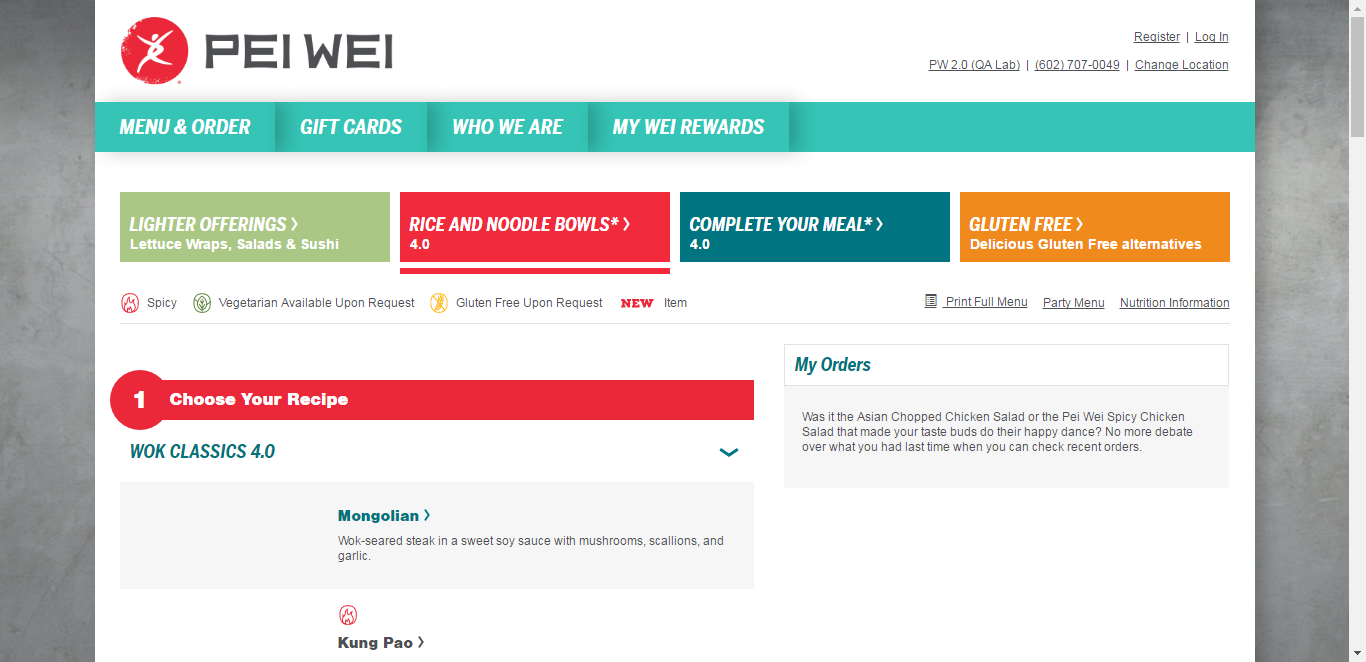 PEI WEI
Register | Log In
PW 2.0 (QA Lab) | (602) 707-0049 | Change Location
MENU & ORDER GIFT CARDS WHO WE ARE MY WEI REWARDS
LIGHTER OFFERINGS >
Lettuce Wraps, Salads & Sushi
RICE AND NOODLE BOWLS* >
4.0
COMPLETE YOUR MEAL* >
4.0
GLUTEN FREE >
Delicious Gluten Free alternatives
Spicy Vegetarian Available Upon Request Gluten Free Upon Request NEW Item
Print Full Menu Party Menu Nutrition Information
1 Choose Your Recipe
WOK CLASSICS 4.0
Mongolian >
Wok-seared steak in a sweet soy sauce with mushrooms, scallions, and
garlic.
Kung Pao >
My Orders
Was it the Asian Chopped Chicken Salad or the Pei Wei Spicy Chicken
Salad that made your taste buds do their happy dance? No more debate
over what you had last time when you can check recent orders.